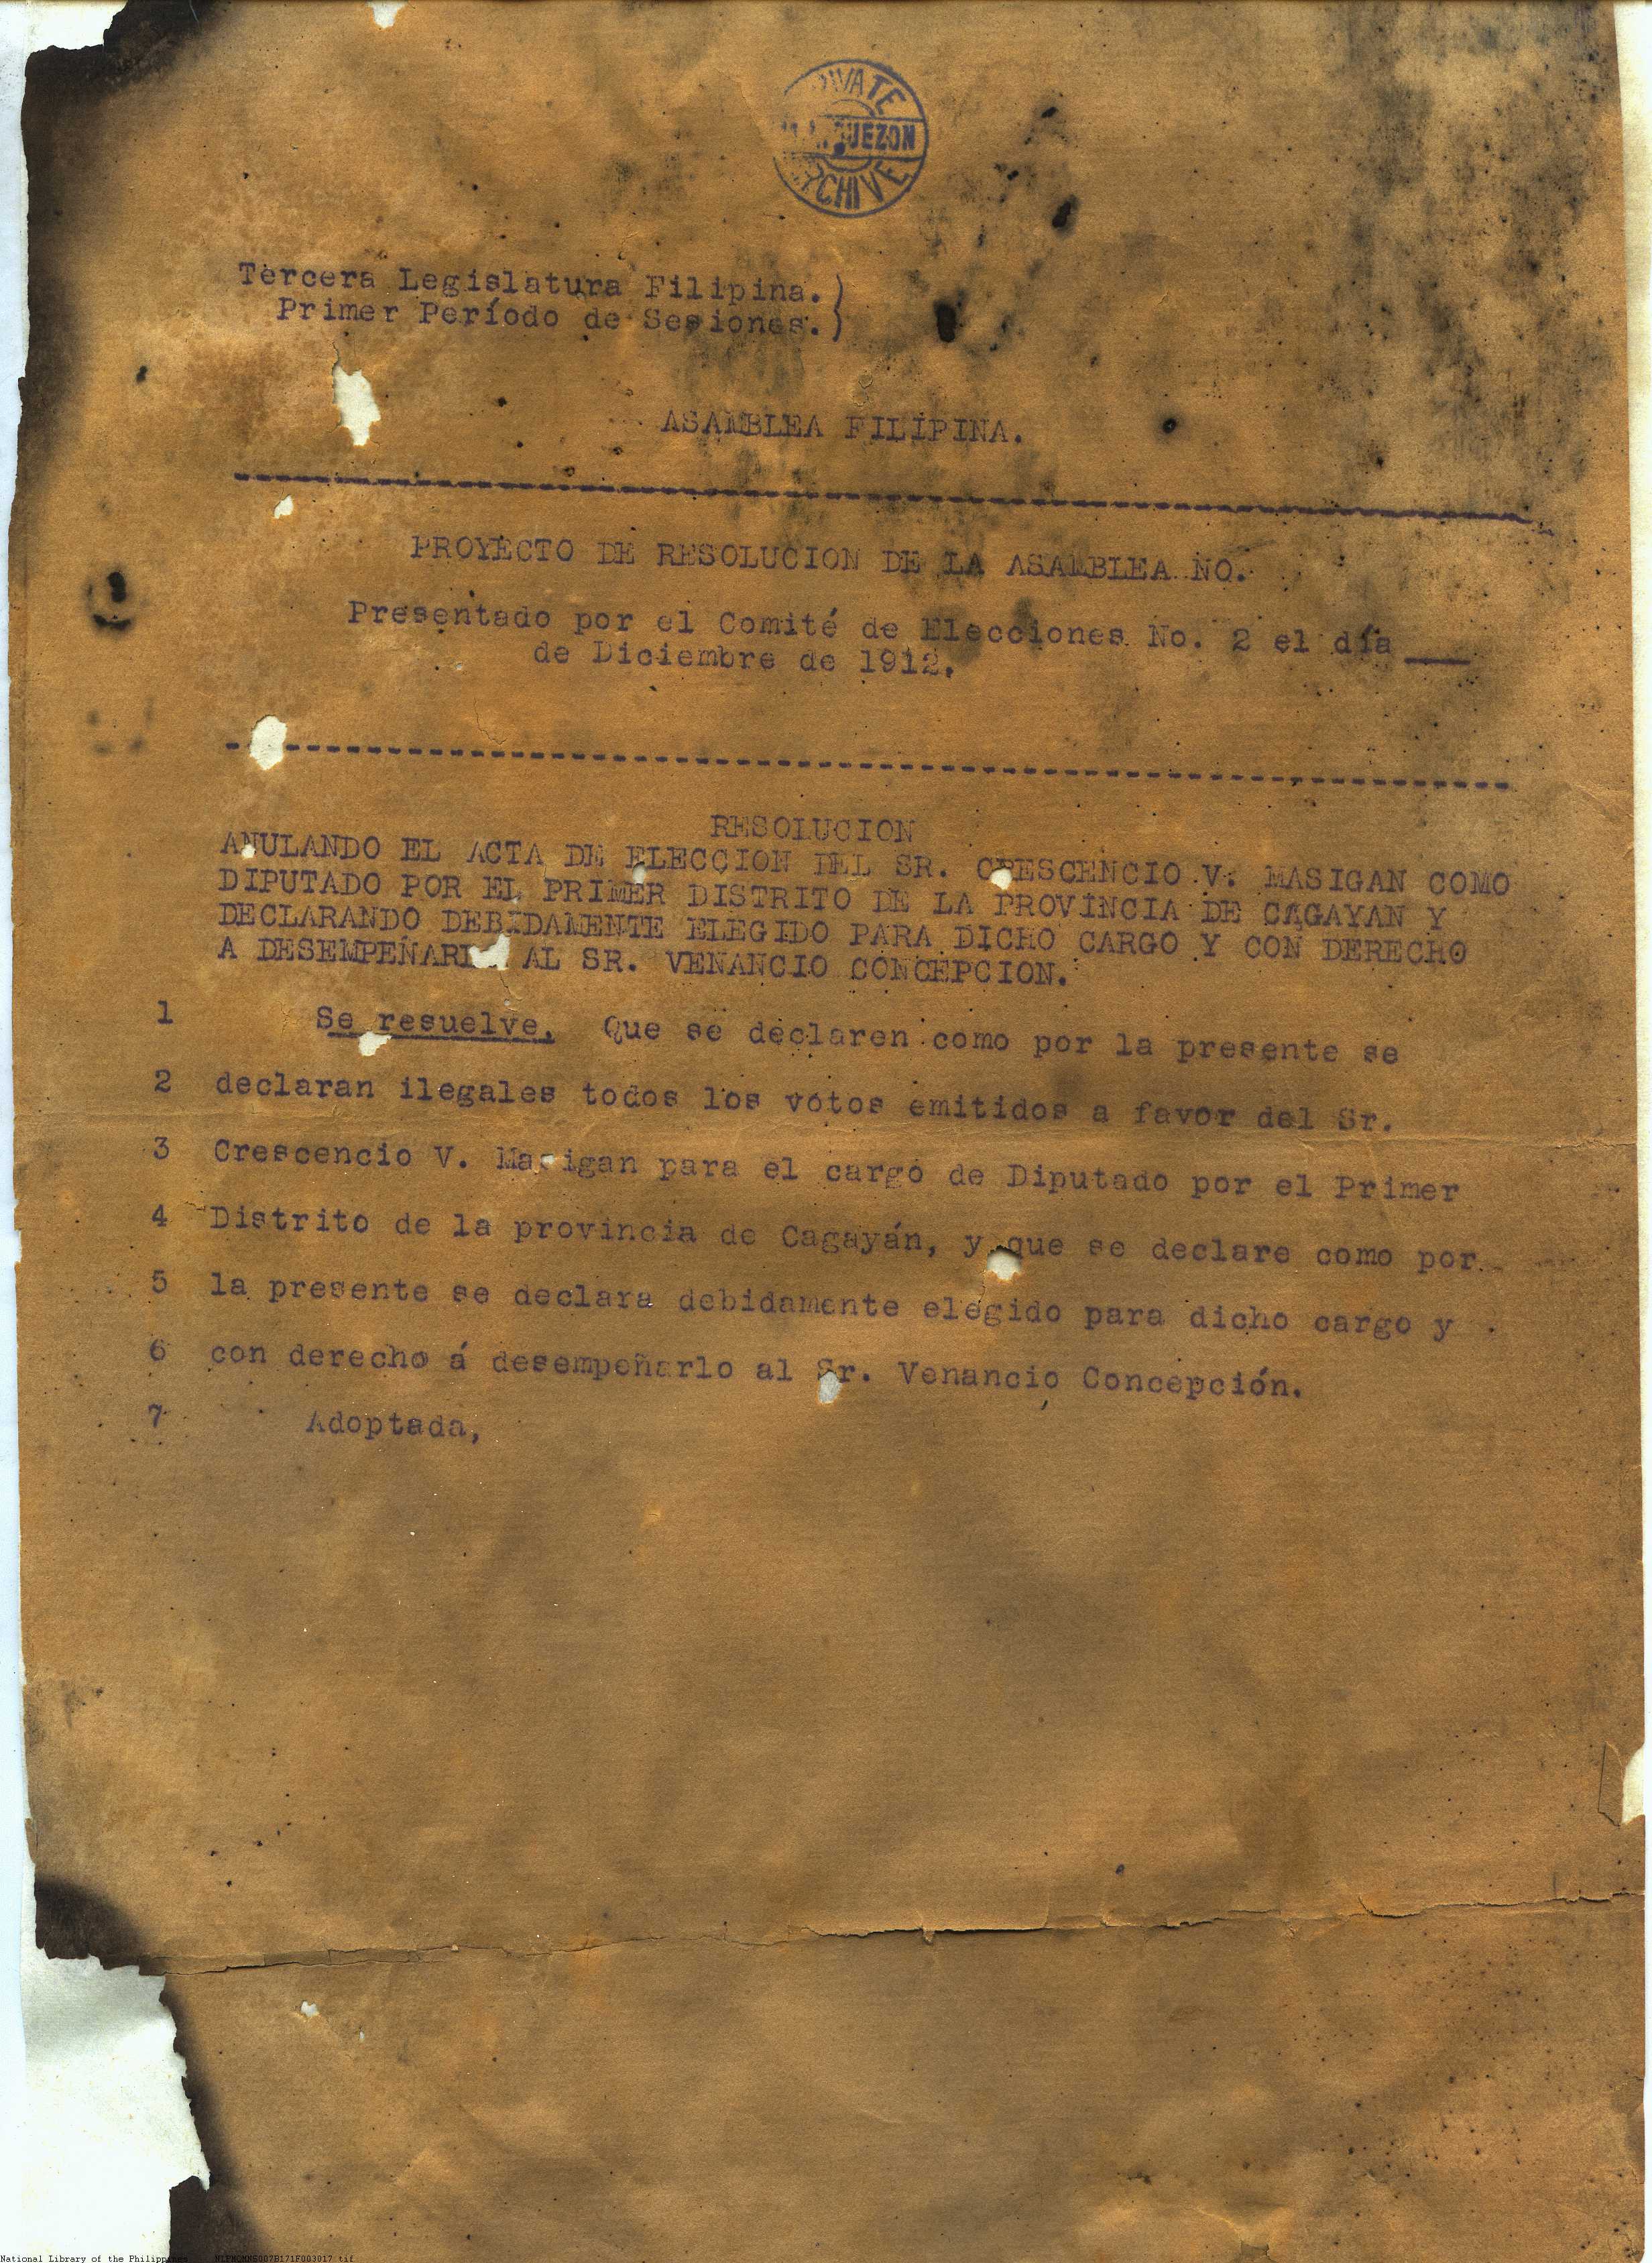 PRIVATE
QUEZON
ARCHIVE
Tercera Legislatura Filipina.)
Primer Período de Sesiones.)
ASAMBLEA FILIPINA.
PROYECTO DE RESOLUCION DE LA ASAMBLEA NO.
Presentado por el Comité de Elecciones No. 2 el día ___
de Diciembre de 1912.
RESOLUCION
ANULANDO EL ACTA DE ELECCION DEL SR. CRESCENCIO V. MASIGAN COMO
DIPUTADO POR EL PRIMER DISTRITO DE LA PROVINCIA DE CAGAYAN Y
DECLARANDO DEBIDAMENTE ELEGIDO PARA DICHO CARGO Y CON DERECHO
A DESEMPEÑARLO AL SR. VENANCIO CONCEPCION.
1 Se resuelve, Que se declaren como por la presente se
2 declaran ilegales todos los votos emitidos a favor del Sr.
3 Crescencio V. Masigan para el cargo de Diputado por el Primer
4 Distrito de la provincia de Cagayán, y que se declare como por
5 la presente se declara debidamente elegido para dicho cargo y
6 con derecho á desempeñarlo al Sr. Venancio Concepción.
7 Adoptada,
National Library of the Philippines